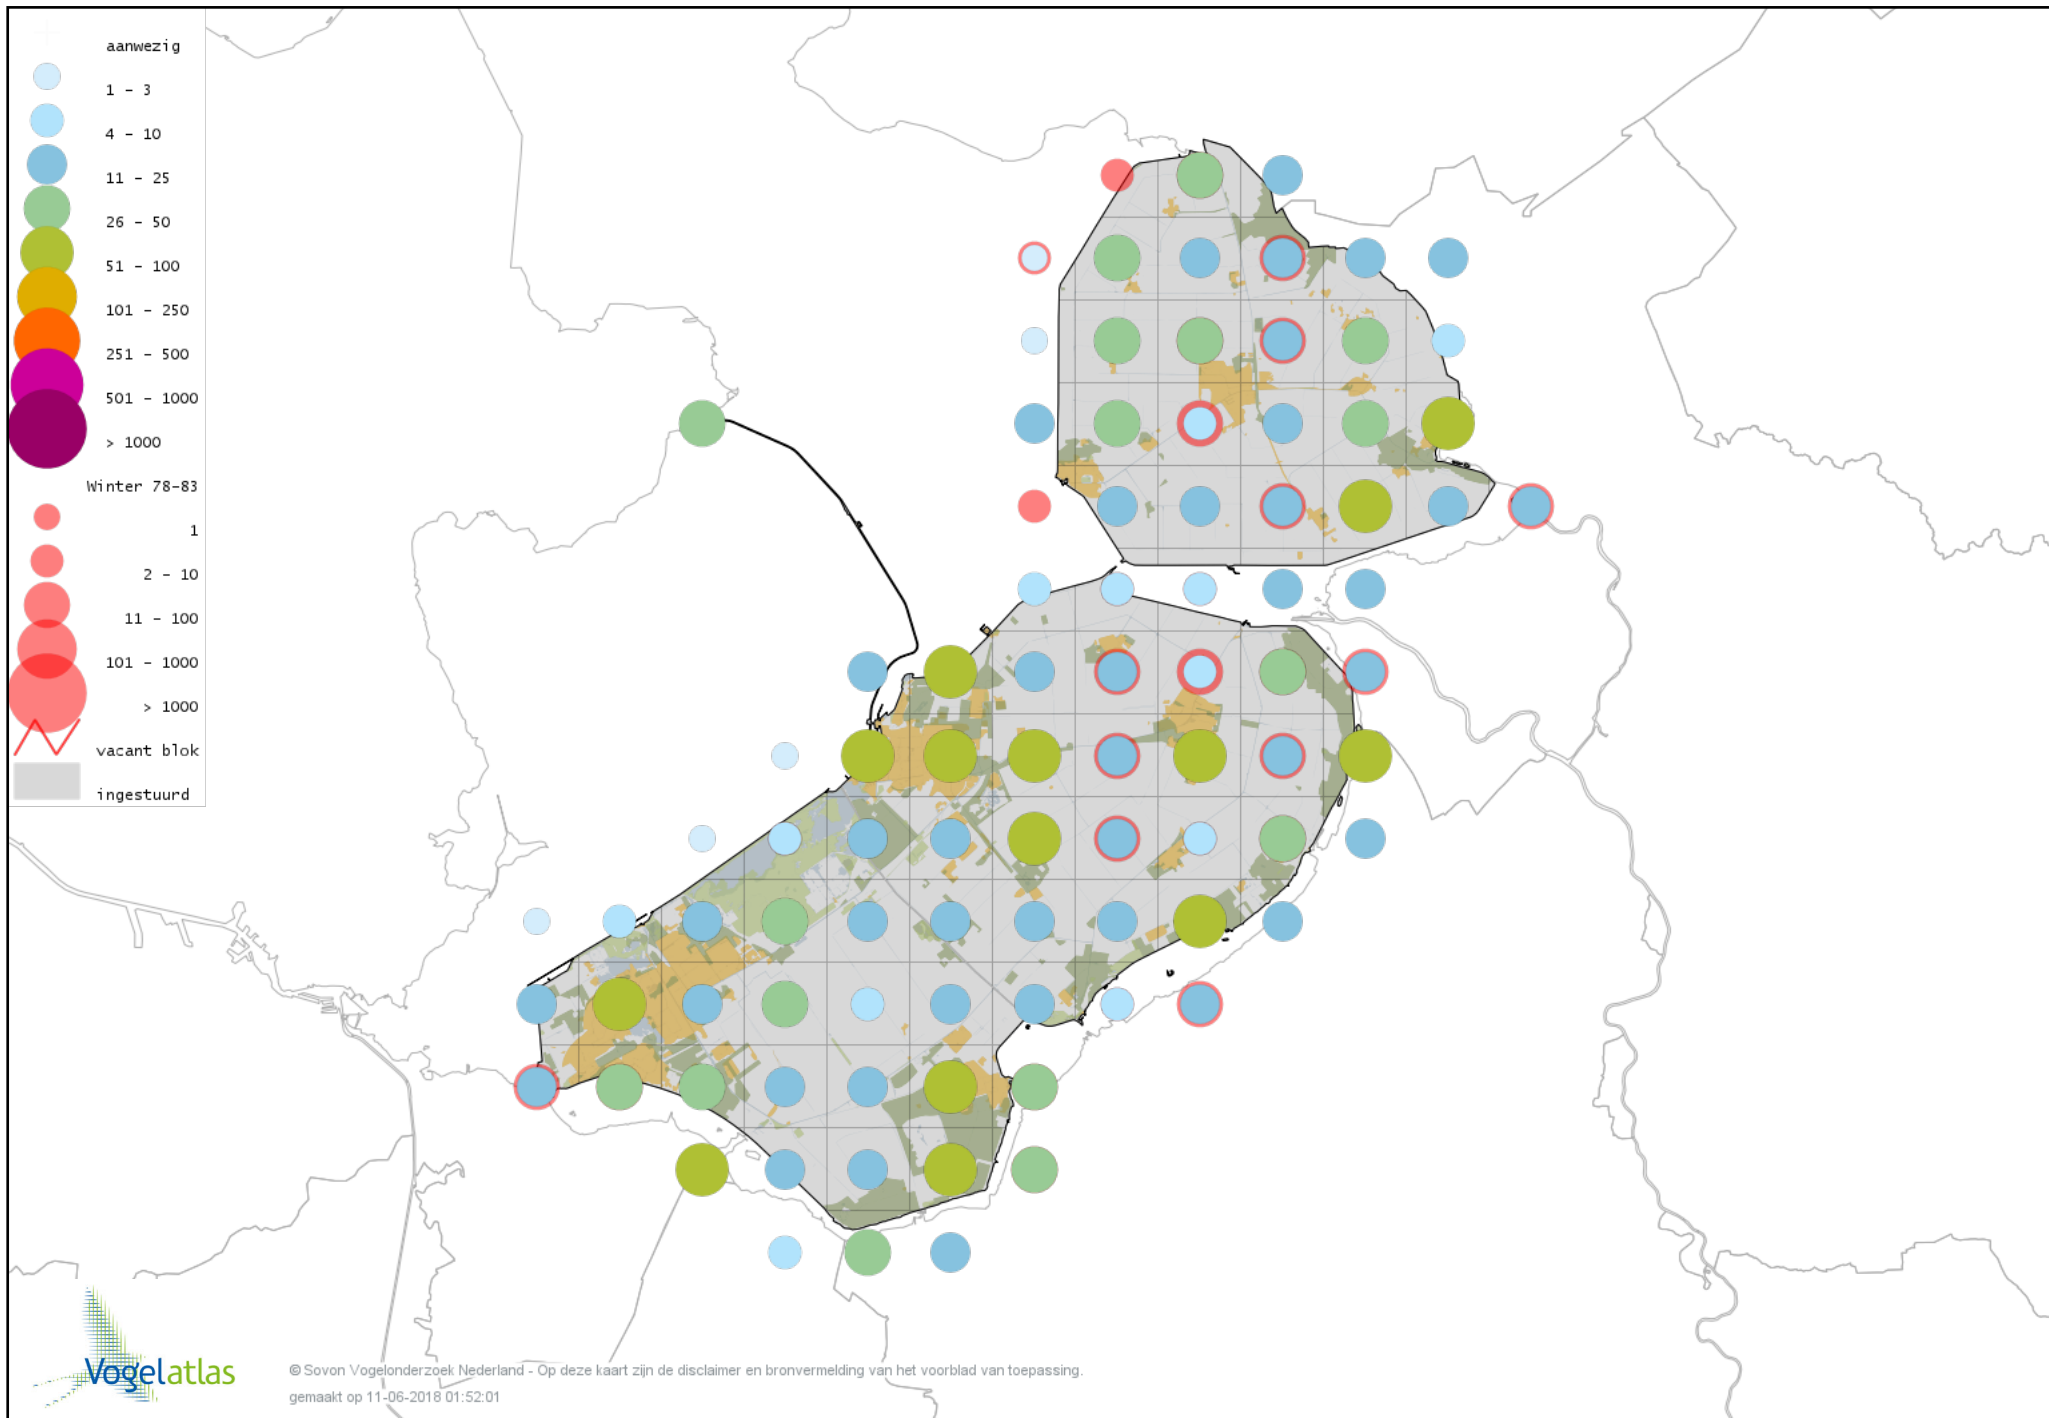 aanwezig
1 - 3
4 - 10
11 - 25
26 - 50
51 - 100
101 - 250
251 - 500
501 - 1000
> 1000
Winter 78-83
1
2 - 10
11 - 100
101 - 1000
> 1000
vacant blok
ingestuurd
Vogelatlas
© Sovon Vogelonderzoek Nederland - Op deze kaart zijn de disclaimer en bronvermelding van het voorblad van toepassing.
gemaakt op 11-06-2018 01:52:01